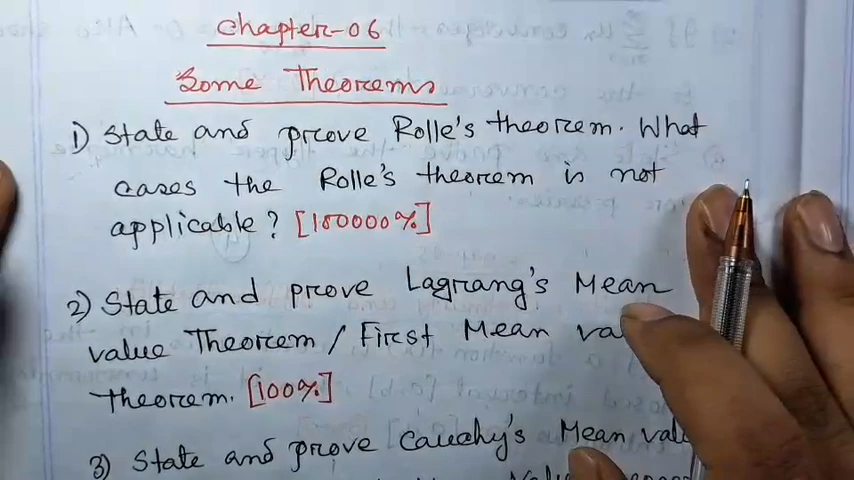 Chapter-06
Some Theorems
1) State and prove Rolle's theorem. What
cases the Rolle's theorem is not
applicable? [100000%]
2) State and prove Lagrang's Mean
value Theorem / First Mean va
Theorem. [100%]
3) State and prove Cauchy's Mean val